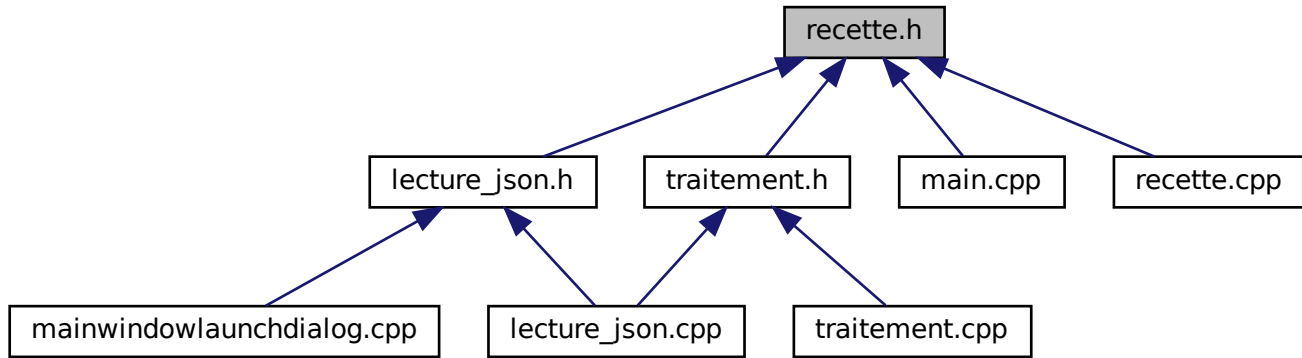 recette.h
lecture_json.h
traitement.h
main.cpp
recette.cpp
mainwindowlaunchdialog.cpp
lecture_json.cpp
traitement.cpp